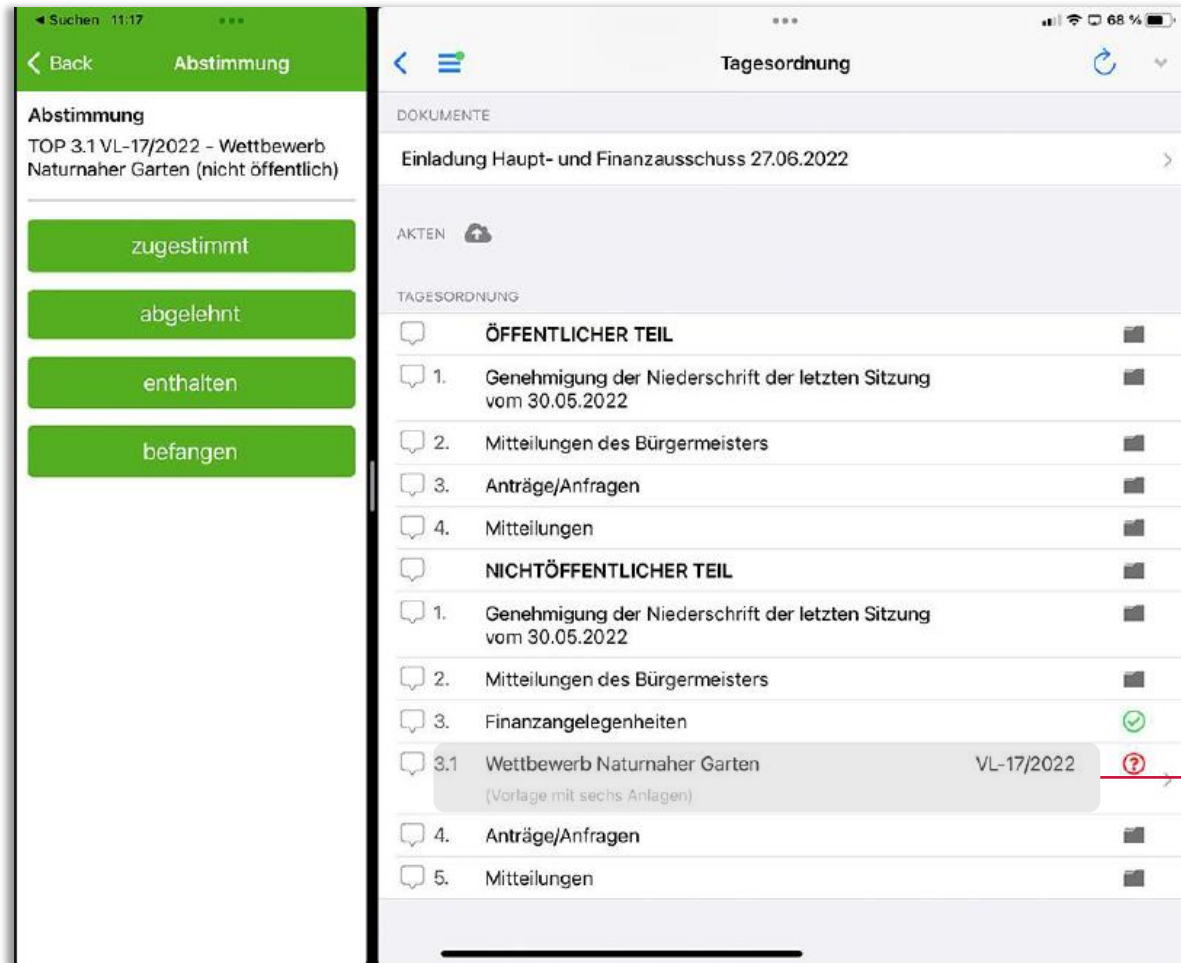 Suchen 11:17
68 %
Back
Abstimmung
Abstimmung
TOP 3.1 VL-17/2022 - Wettbewerb
Naturnaher Garten (nicht öffentlich)
zugestimmt
abgelehnt
enthalten
befangen
Tagesordnung
DOKUMENTE
Einladung Haupt- und Finanzausschuss 27.06.2022
AKTEN
TAGESORDNUNG
ÖFFENTLICHER TEIL
1. Genehmigung der Niederschrift der letzten Sitzung
vom 30.05.2022
2. Mitteilungen des Bürgermeisters
3. Anträge/Anfragen
4. Mitteilungen
NICHTÖFFENTLICHER TEIL
1. Genehmigung der Niederschrift der letzten Sitzung
vom 30.05.2022
2. Mitteilungen des Bürgermeisters
3. Finanzangelegenheiten
3.1 Wettbewerb Naturnaher Garten VL-17/2022 ?
(Vorlage mit sechs Anlagen)
4. Anträge/Anfragen
5. Mitteilungen